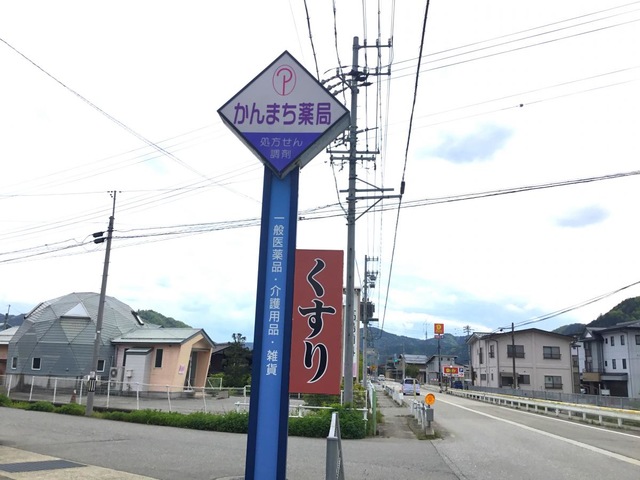 P
かんまち薬局
処方せん
調剤
一般医薬品・介護用品・雑貨
くすり